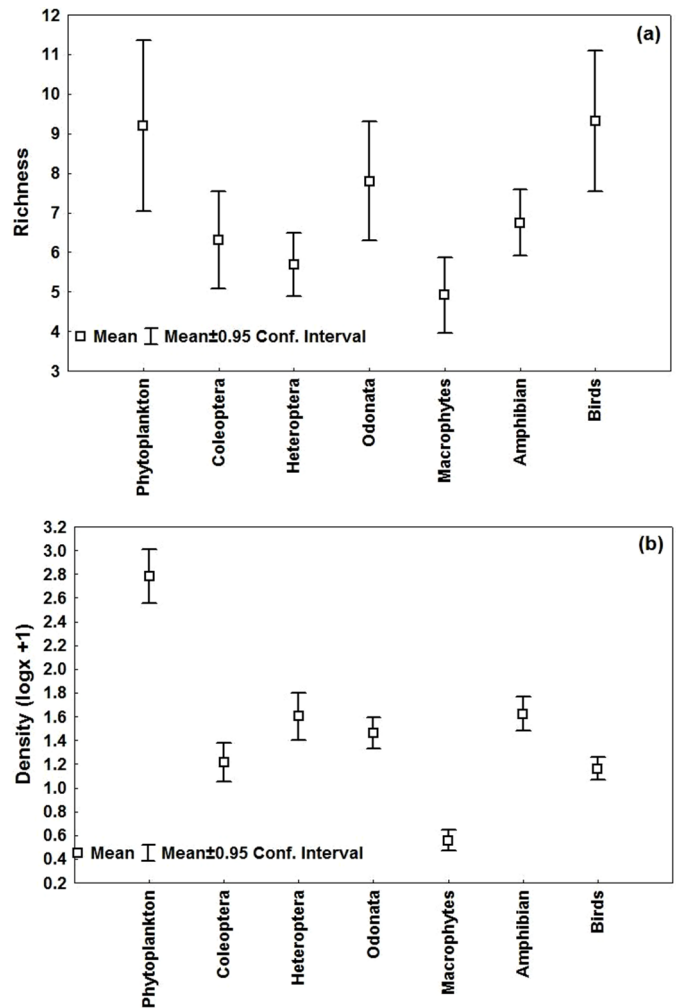 12
11
10
9
8
7
6
5
4
3
Richness
(a)
Mean Mean±0.95 Conf. Interval
Phytoplankton
Coleoptera
Heteroptera
Odonata
Macrophytes
Amphibian
Birds
3.2
3.0
2.8
2.6
2.4
2.2
2.0
1.8
1.6
1.4
1.2
1.0
0.8
0.6
0.4
0.2
Density (logx +1)
(b)
Mean Mean±0.95 Conf. Interval
Phytoplankton
Coleoptera
Heteroptera
Odonata
Macrophytes
Amphibian
Birds